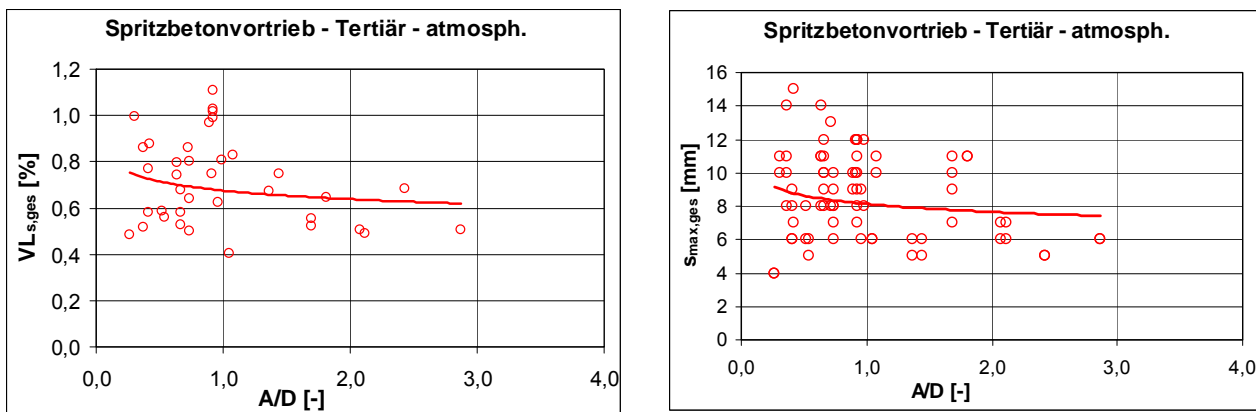 Spritzbetonvortrieb - Tertiär - atmosph.
VLs,ges [%]
1,2
1,0
0,8
0,6
0,4
0,2
0,0
0,0 1,0 2,0 3,0 4,0
A/D [-]
Spritzbetonvortrieb - Tertiär - atmosph.
smax,ges [mm]
16
14
12
10
8
6
4
2
0
0,0 1,0 2,0 3,0 4,0
A/D [-]